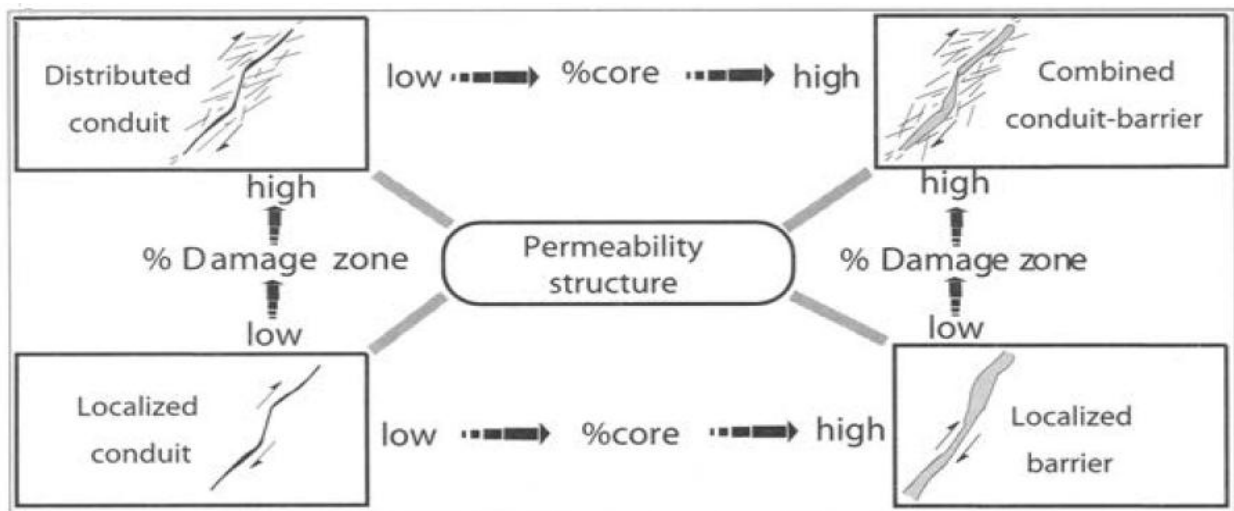 Distributed
conduit
low
%core
high
Combined
conduit-barrier
high
high
% Damage zone
Permeability
structure
% Damage zone
low
low
Localized
conduit
low
%core
high
Localized
barrier